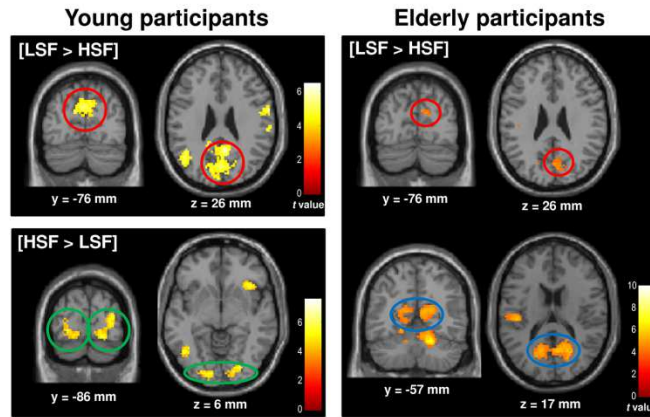 Young participants
[LSF > HSF]
6
4
2
0
t value
y = -76 mm
z = 26 mm
[HSF > LSF]
6
4
2
0
t value
y = -86 mm
z = 6 mm
Elderly participants
[LSF > HSF]
y = -76 mm
z = 26 mm
10
8
6
4
2
0
t value
y = -57 mm
z = 17 mm